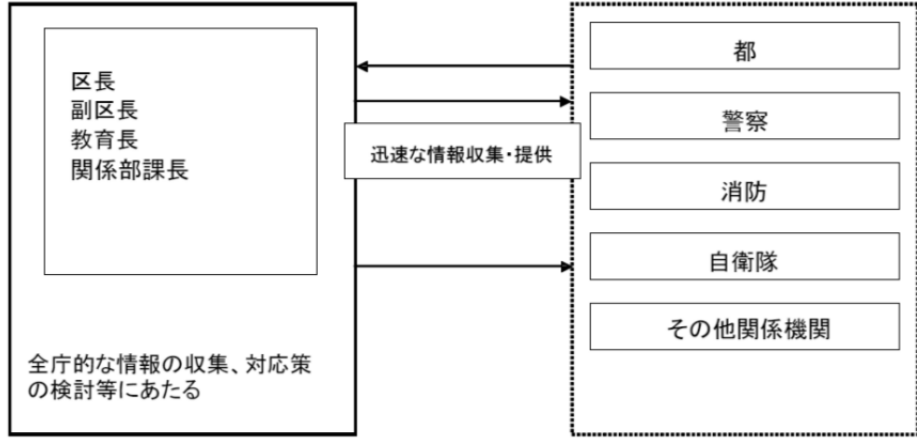 区長
副区長
教育長
関係部課長
全庁的な情報の収集、対応策
の検討等にあたる
迅速な情報収集・提供
都
警察
消防
自衛隊
その他関係機関